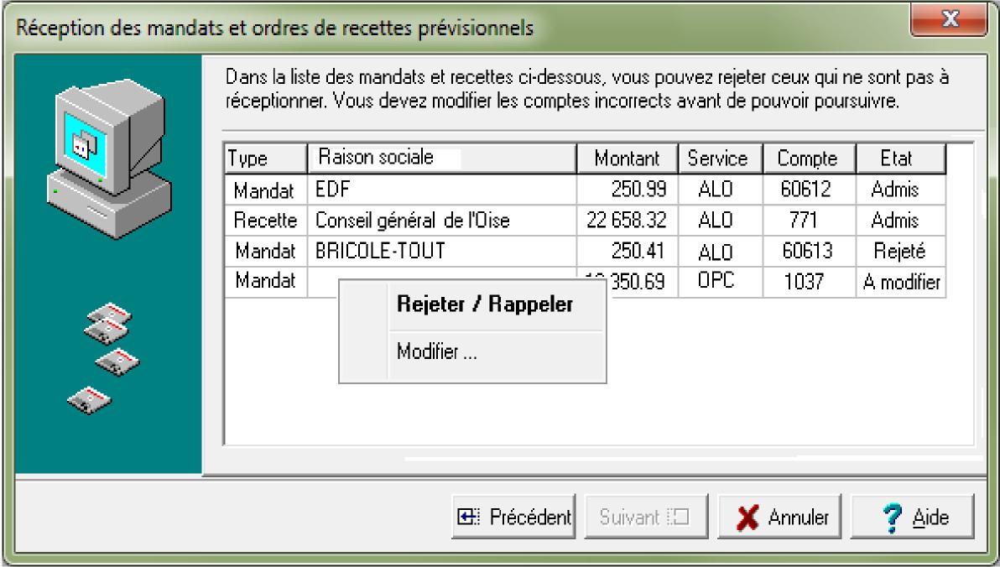 Réception des mandats et ordres de recettes prévisionnels
X
Dans la liste des mandats et recettes ci-dessous, vous pouvez rejeter ceux qui ne sont pas à
réceptionner. Vous devez modifier les comptes incorrects avant de pouvoir poursuivre.
Type Raison sociale Montant Service Compte Etat
Mandat EDF 250.99 ALO 60612 Admis
Recette Conseil général de l'Oise 22 658.32 ALO 771 Admis
Mandat BRICOLE-TOUT 250.41 ALO 60613 Rejeté
Mandat 350.69 OPC 1037 A modifier
Rejeter / Rappeler
Modifier ...
Précédent Suivant Annuler ? Aide